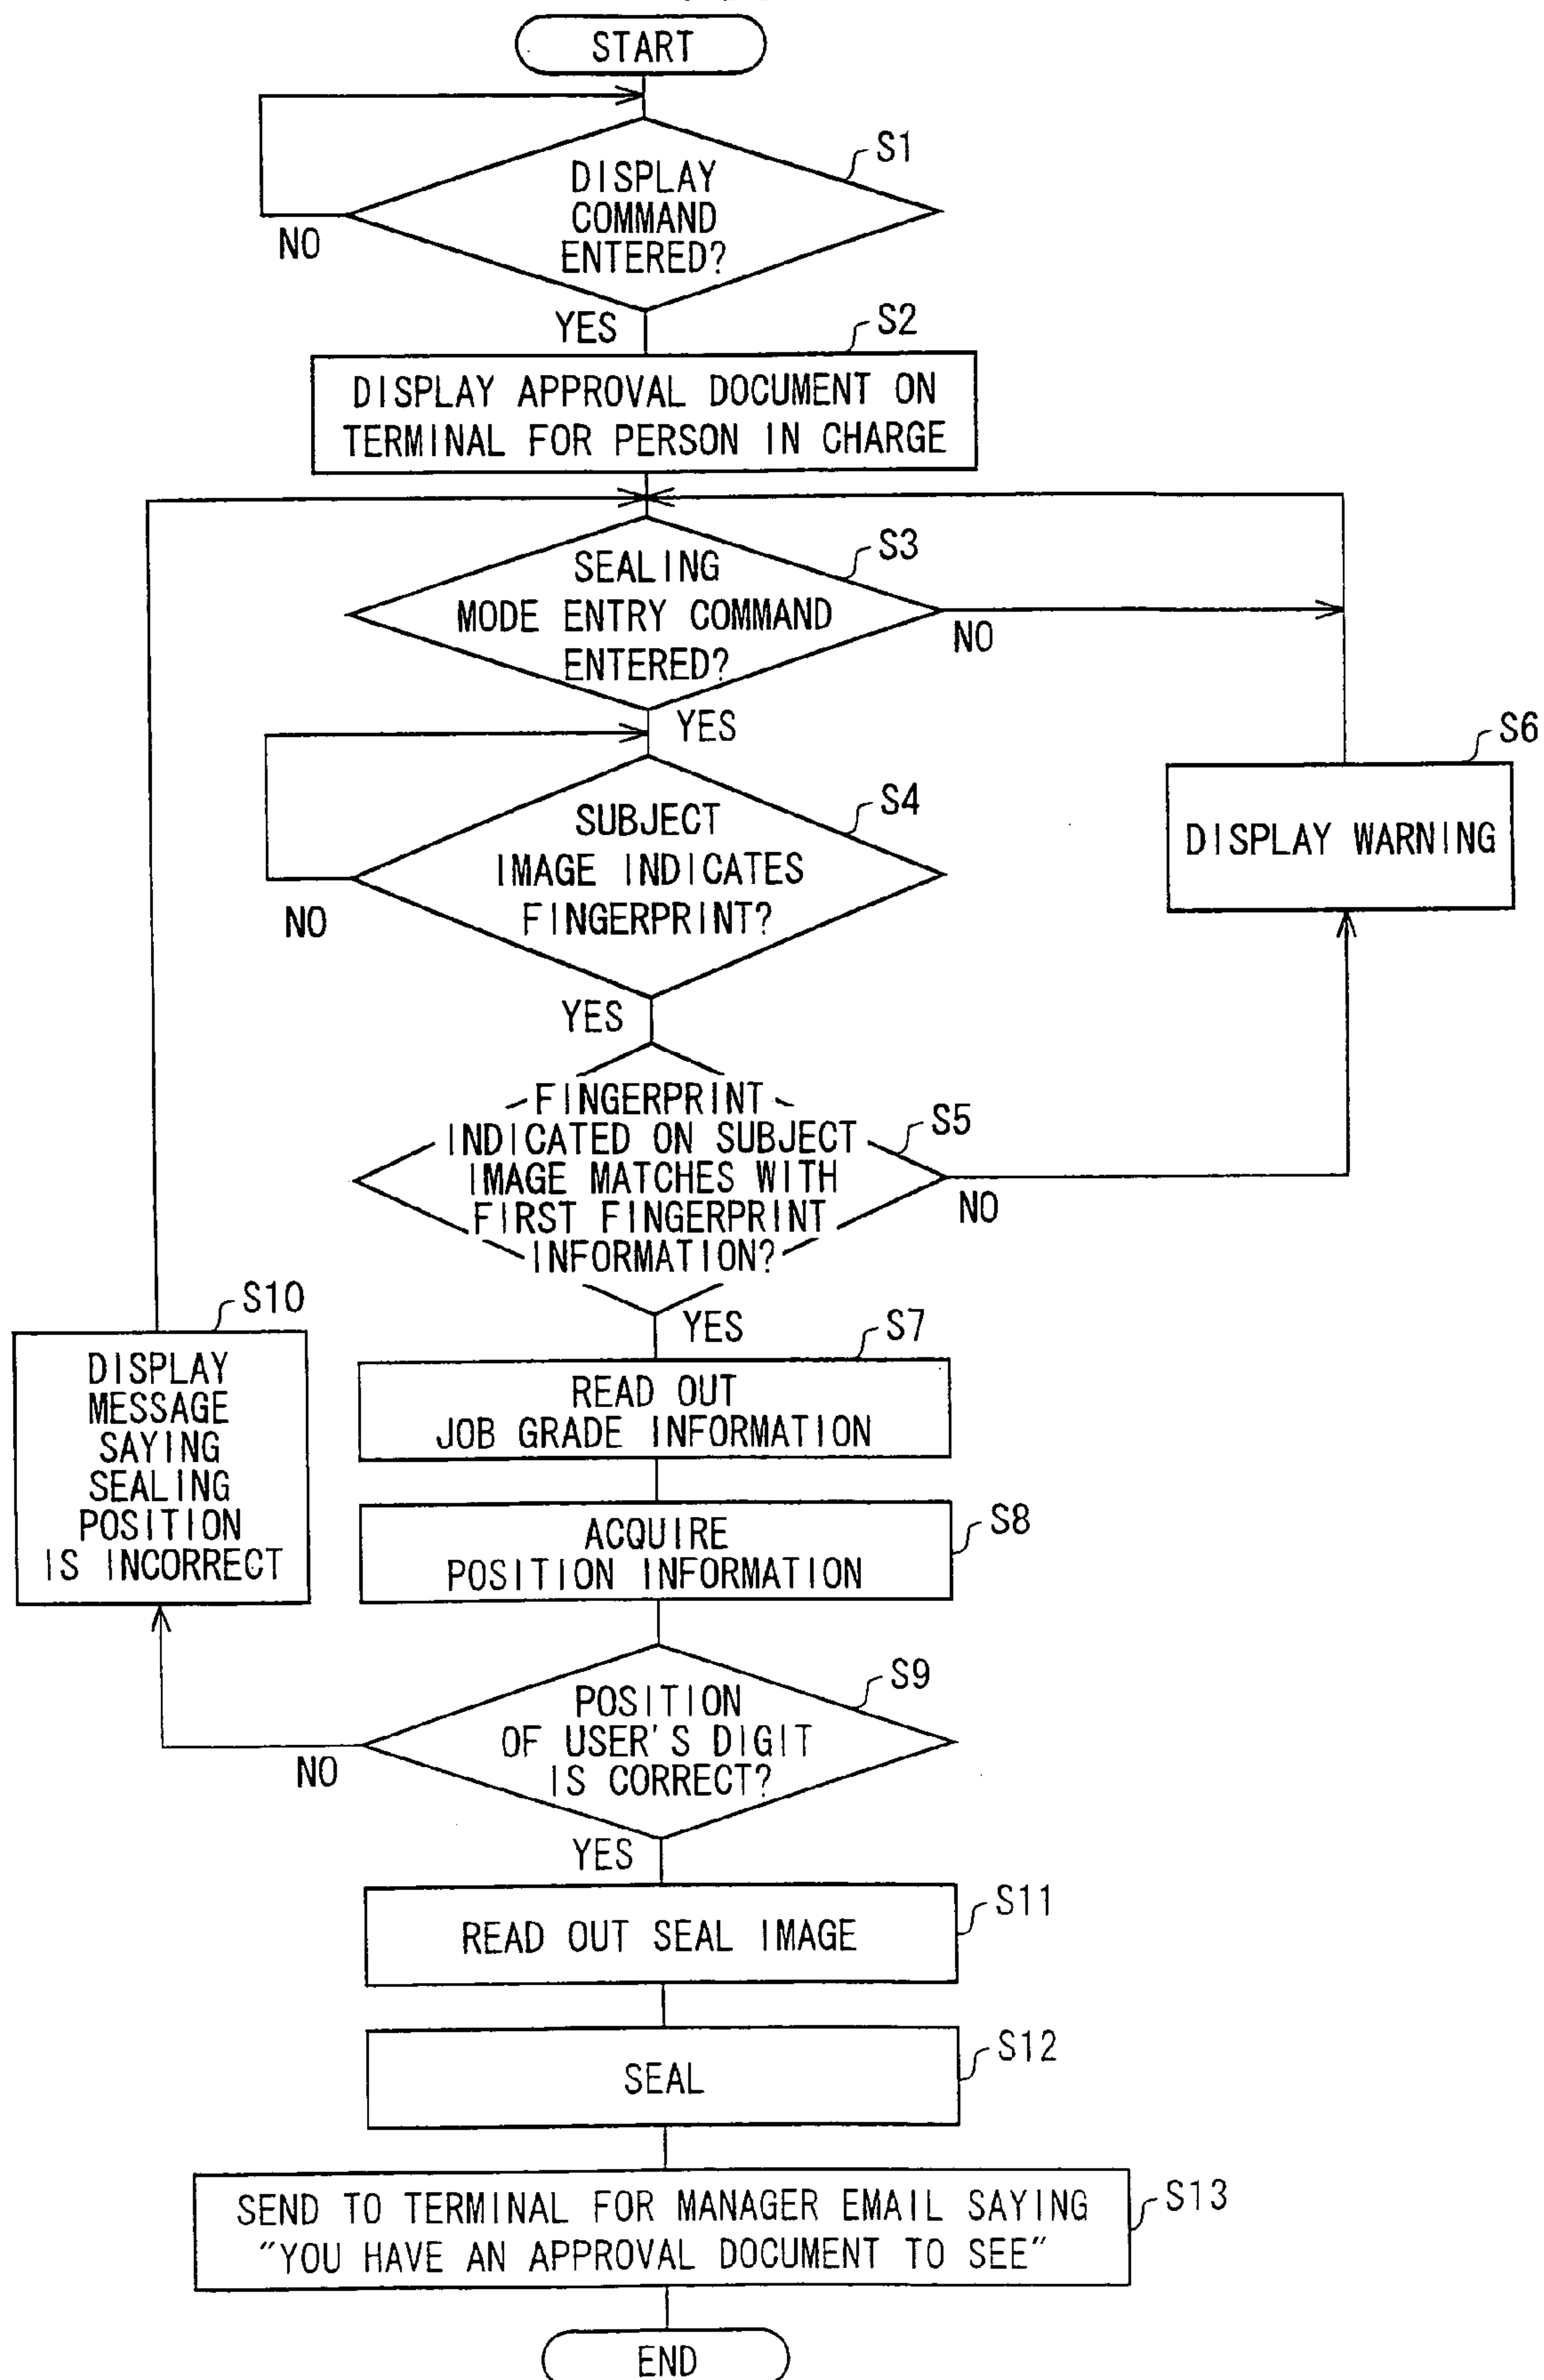 START
S1
DISPLAY
COMMAND
ENTERED?
NO
YES
S2
DISPLAY APPROVAL DOCUMENT ON
TERMINAL FOR PERSON IN CHARGE
S3
SEALING
MODE ENTRY COMMAND
ENTERED?
NO
YES
S6
DISPLAY WARNING
S4
SUBJECT
IMAGE INDICATES
FINGERPRINT?
NO
YES
FINGERPRINT
S5
INDICATED ON SUBJECT
IMAGE MATCHES WITH
FIRST FINGERPRINT
INFORMATION?
NO
YES
S10
DISPLAY
MESSAGE
SAYING
SEALING
POSITION
IS INCORRECT
S7
READ OUT
JOB GRADE INFORMATION
S8
ACQUIRE
POSITION INFORMATION
S9
POSITION
OF USER'S DIGIT
IS CORRECT?
NO
YES
S11
READ OUT SEAL IMAGE
S12
SEAL
S13
SEND TO TERMINAL FOR MANAGER EMAIL SAYING
"YOU HAVE AN APPROVAL DOCUMENT TO SEE"
END